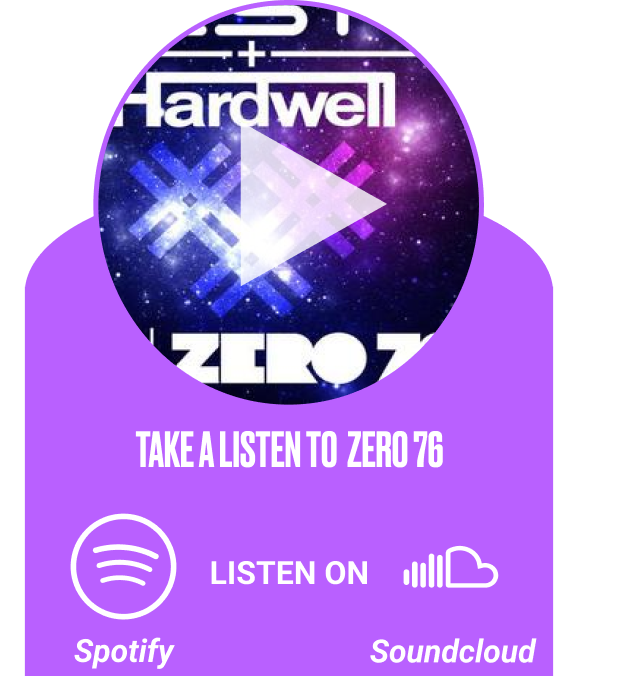 +
Hardwell
ZERO 7
TAKE A LISTEN TO ZERO 76
LISTEN ON
Spotify
Soundcloud